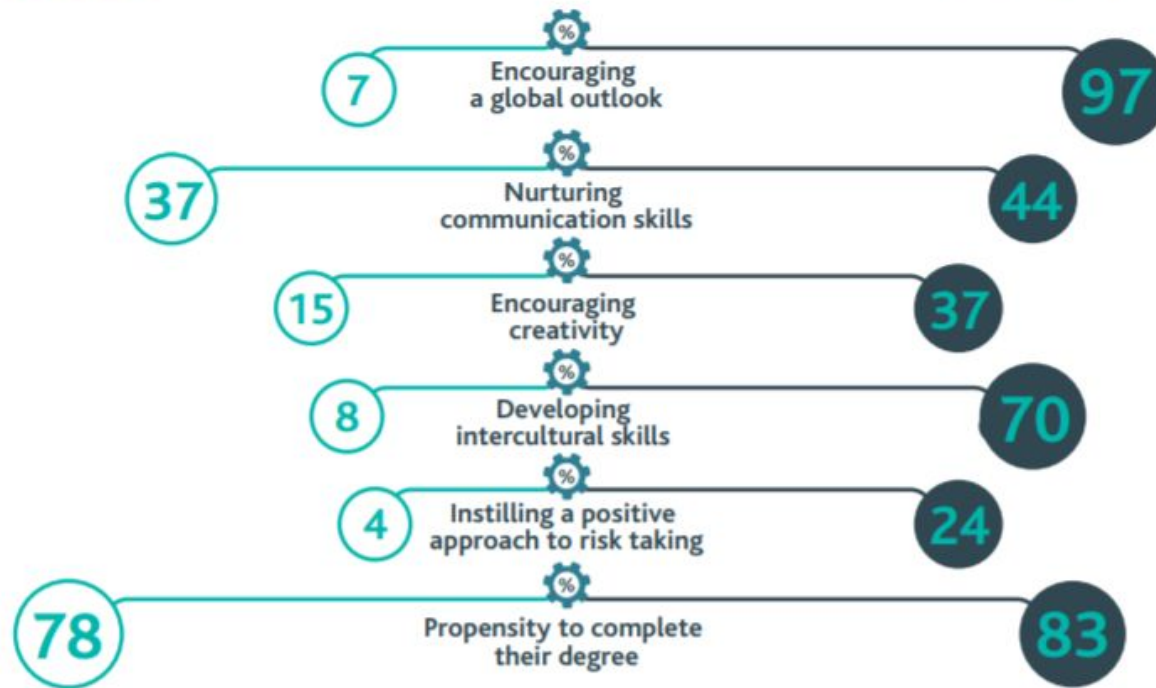 %
7
Encouraging
a global outlook
97
%
37
Nurturing
communication skills
44
%
15
Encouraging
creativity
37
%
8
Developing
intercultural skills
70
%
4
Instilling a positive
approach to risk taking
24
%
78
Propensity to complete
their degree
83